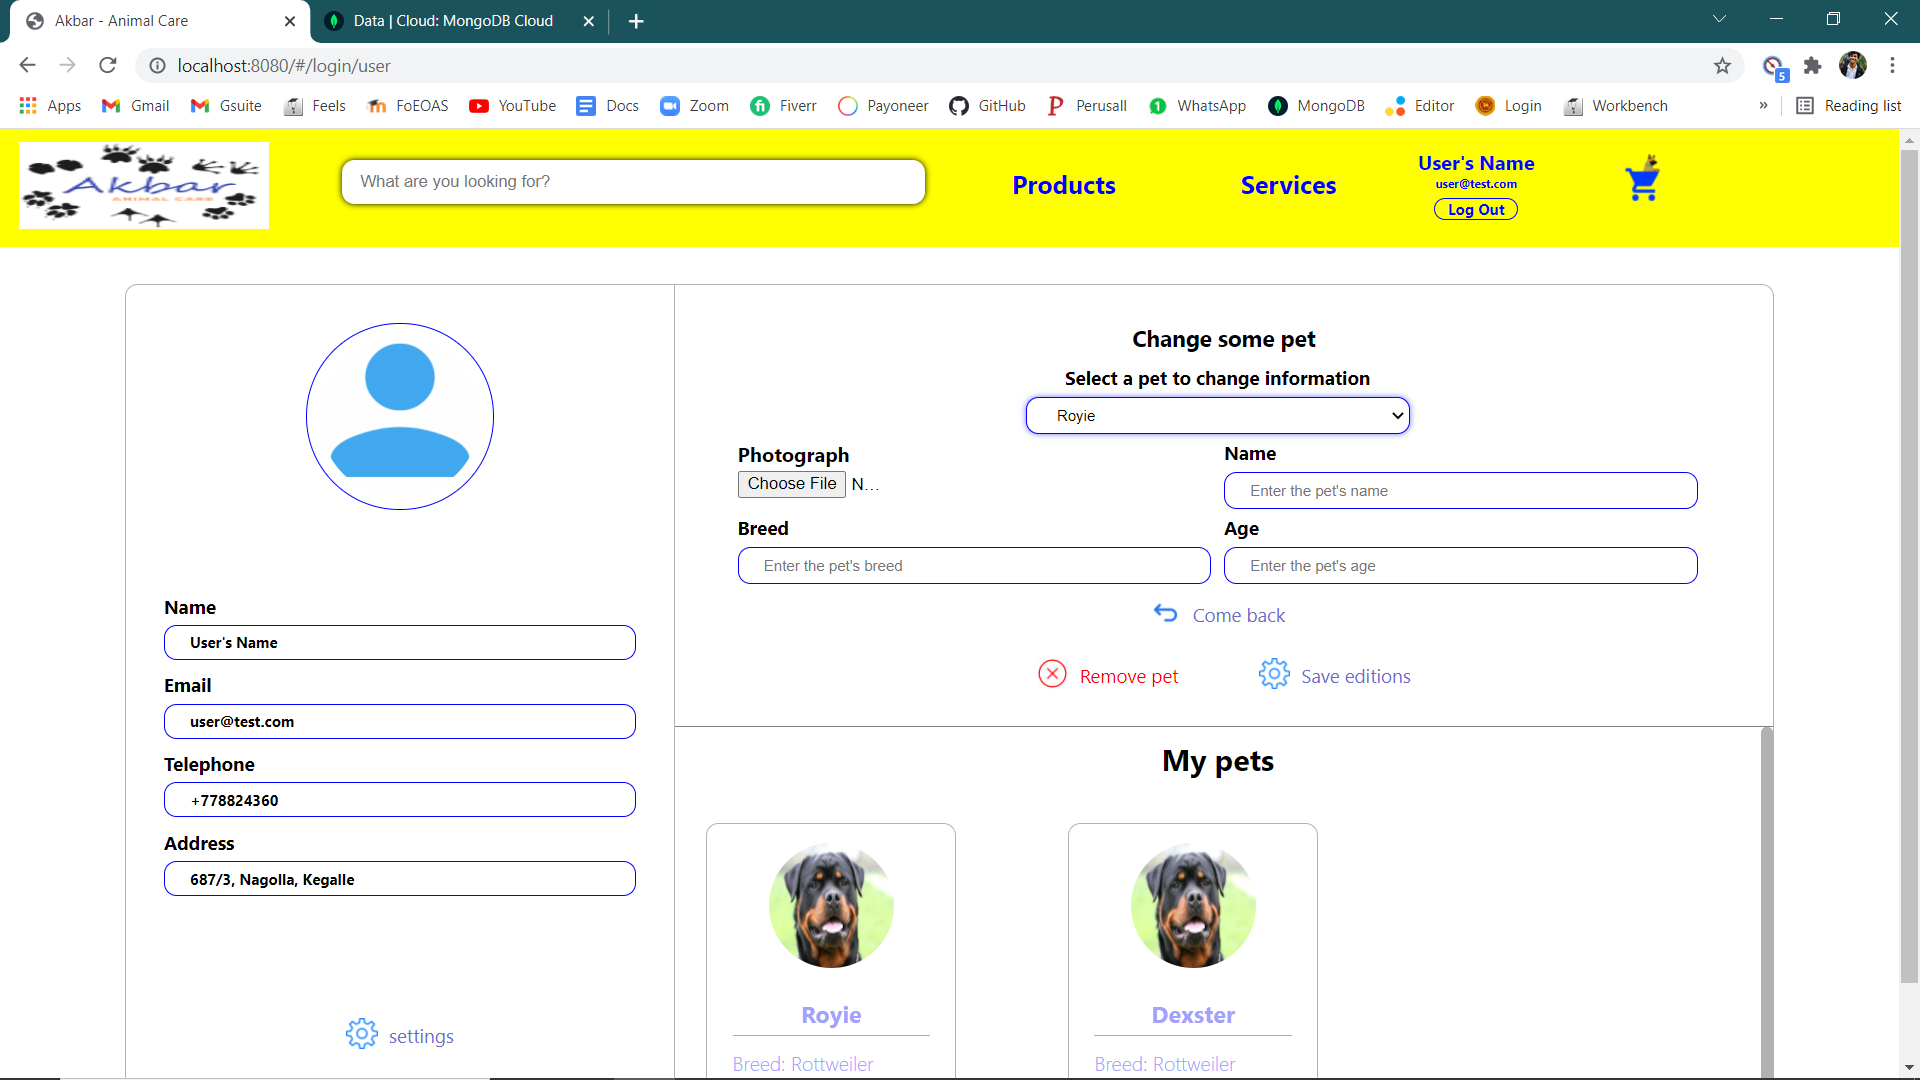 Akbar - Animal Care
Data | Cloud: MongoDB Cloud
localhost:8080/#/login/user
5
Apps
Gmail
Gsuite
Feels
FoEOAS
YouTube
Docs
Zoom
Fiverr
Payoneer
GitHub
Perusall
1
WhatsApp
MongoDB
Editor
Login
Workbench
»
Reading list
Akbar
ANIMAL CARE
What are you looking for?
Products
Services
User's Name
user@test.com
Log Out
Name
User's Name
Email
user@test.com
Telephone
+778824360
Address
687/3, Nagolla, Kegalle
settings
Change some pet
Select a pet to change information
Royie
Photograph
Choose File N...
Name
Enter the pet's name
Breed
Enter the pet's breed
Age
Enter the pet's age
Come back
Remove pet
Save editions
My pets
Royie
Breed: Rottweiler
Dexster
Breed: Rottweiler